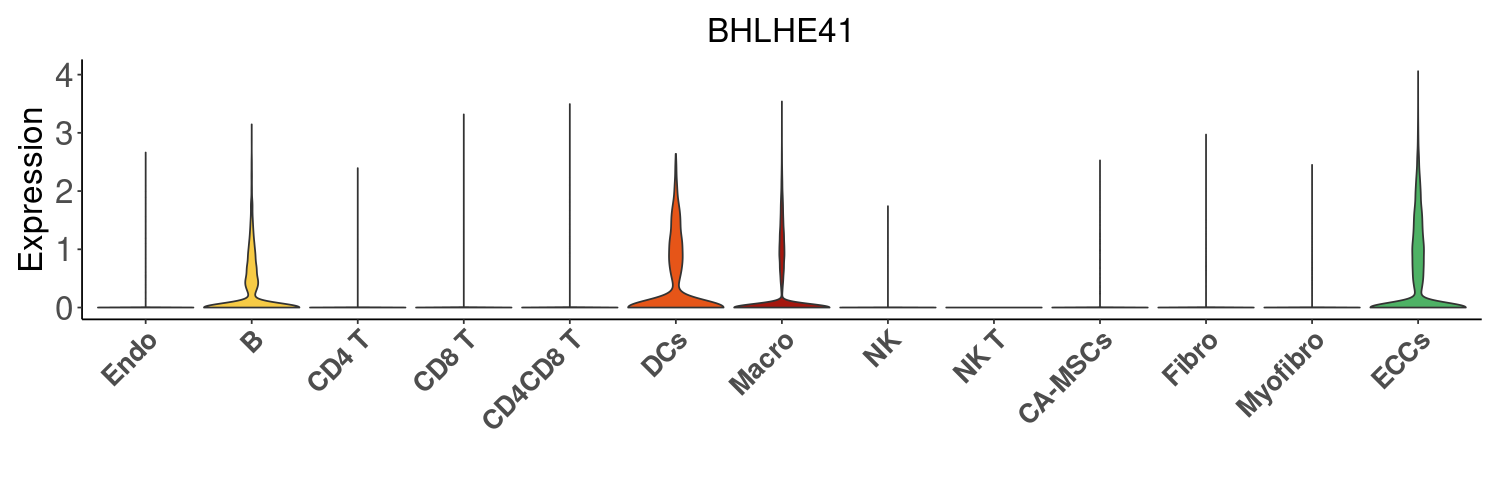 BHLHE41
Expression
4
3
2
1
0
Endo
B
CD4 T
CD8 T
CD4CD8 T
DCs
Macro
NK
NK T
CA-MSCs
Fibro
Myofibro
ECCs